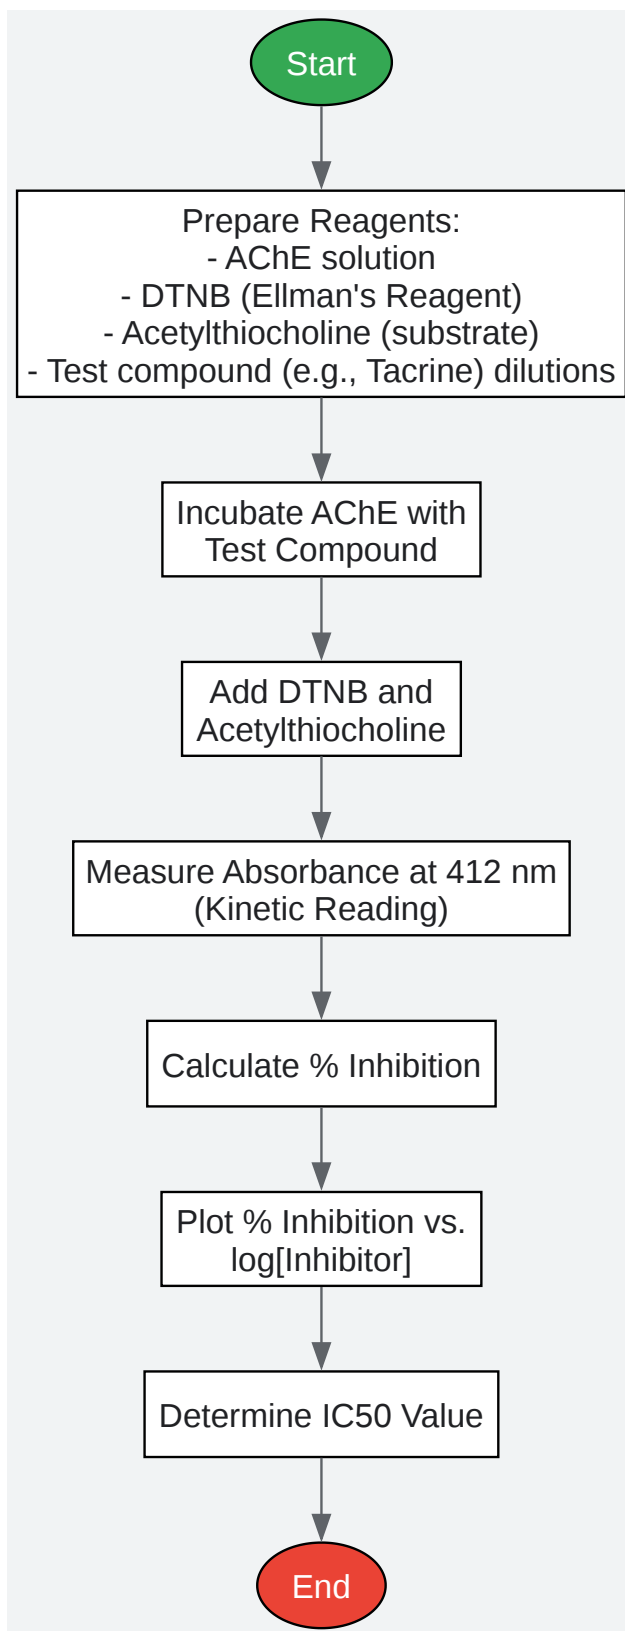 Start
Prepare Reagents:
- AChE solution
- DTNB (Ellman's Reagent)
- Acetylthiocholine (substrate)
- Test compound (e.g., Tacrine) dilutions
Incubate AChE with
Test Compound
Add DTNB and
Acetylthiocholine
Measure Absorbance at 412 nm
(Kinetic Reading)
Calculate % Inhibition
Plot % Inhibition vs.
log[Inhibitor]
Determine IC50 Value
End